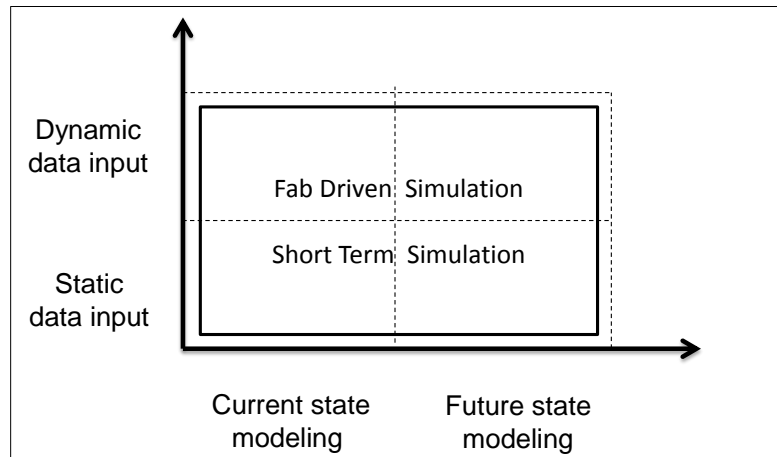 Dynamic
data input
Fab Driven Simulation
Short Term Simulation
Static
data input
Current state
modeling
Future state
modeling